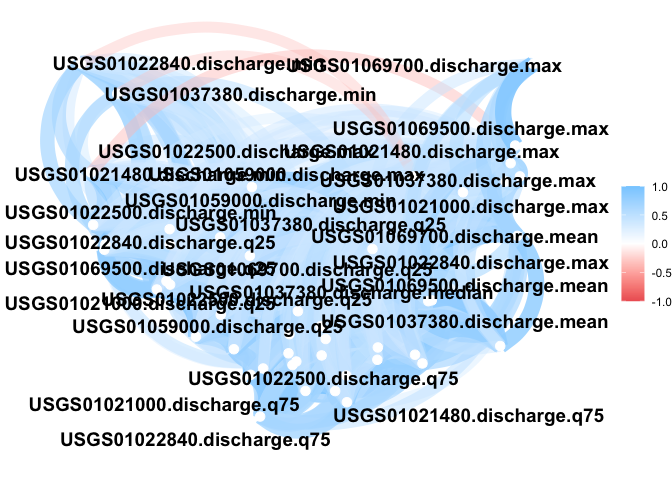 USGS01022840.discharge.min
USGS01069700.discharge.max
USGS01037380.discharge.min
USGS01069500.discharge.max
USGS01022500.discharge.max
USGS01021480.discharge.max
USGS01021480.discharge.min
USGS01059000.discharge.max
USGS01037380.discharge.max
USGS01059000.discharge.min
USGS01021000.discharge.max
USGS01022500.discharge.min
USGS01037380.discharge.q25
USGS01069700.discharge.mean
USGS01022840.discharge.q25
USGS01022840.discharge.max
USGS01069500.discharge.q25
USGS01069700.discharge.q25
USGS01069500.discharge.mean
USGS01037380.discharge.median
USGS01021000.discharge.q25
USGS01022500.discharge.q25
USGS01037380.discharge.mean
USGS01059000.discharge.q25
USGS01022500.discharge.q75
USGS01021000.discharge.q75
USGS01021480.discharge.q75
USGS01022840.discharge.q75
1.0
0.5
0.0
-0.5
-1.0